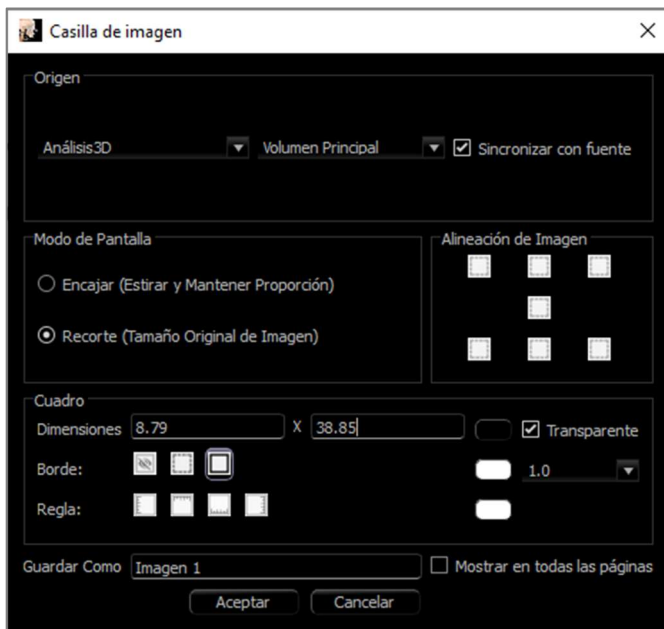 Casilla de imagen
Origen
Análisis3D Volumen Principal Sincronizar con fuente
Modo de Pantalla Alineación de Imagen
Encajar (Estirar y Mantener Proporción)
Recorte (Tamaño Original de Imagen)
Cuadro
Dimensiones 8.79 X 38.85 Transparente
Borde: 1.0
Regla:
Guardar Como Imagen 1 Mostrar en todas las páginas
Aceptar Cancelar